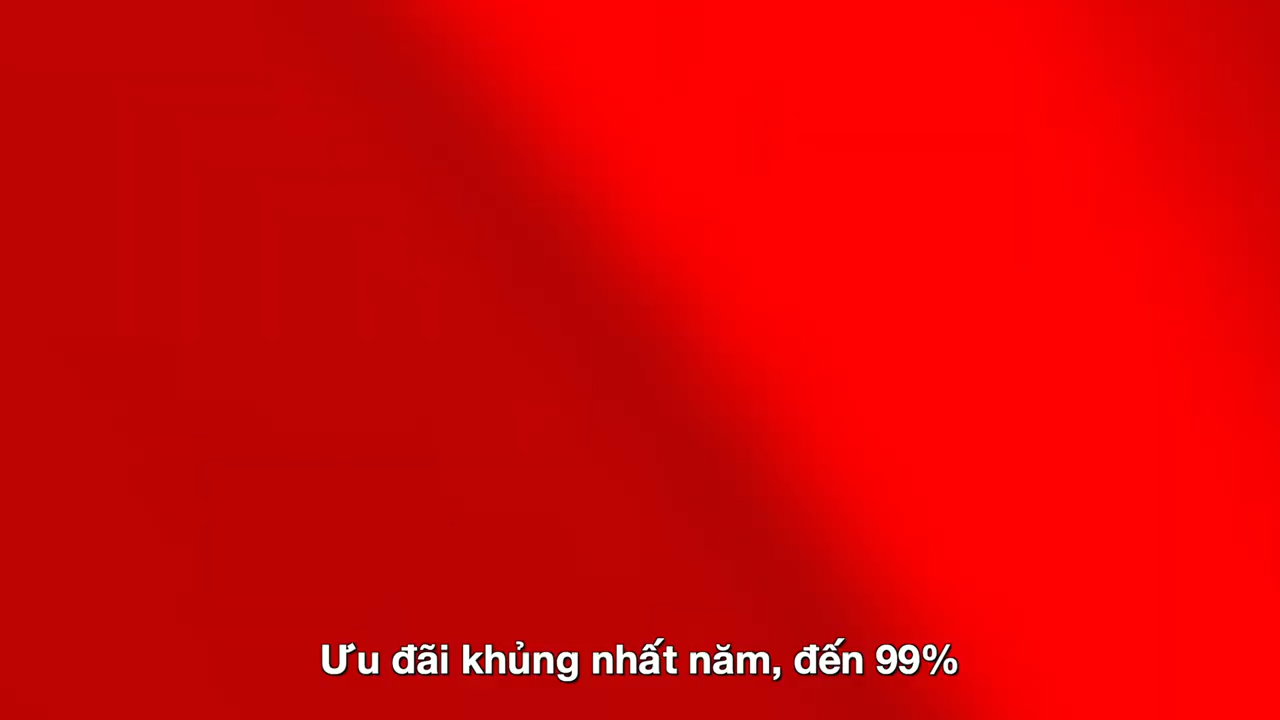 Ưu đãi khủng nhất năm, đến 99%